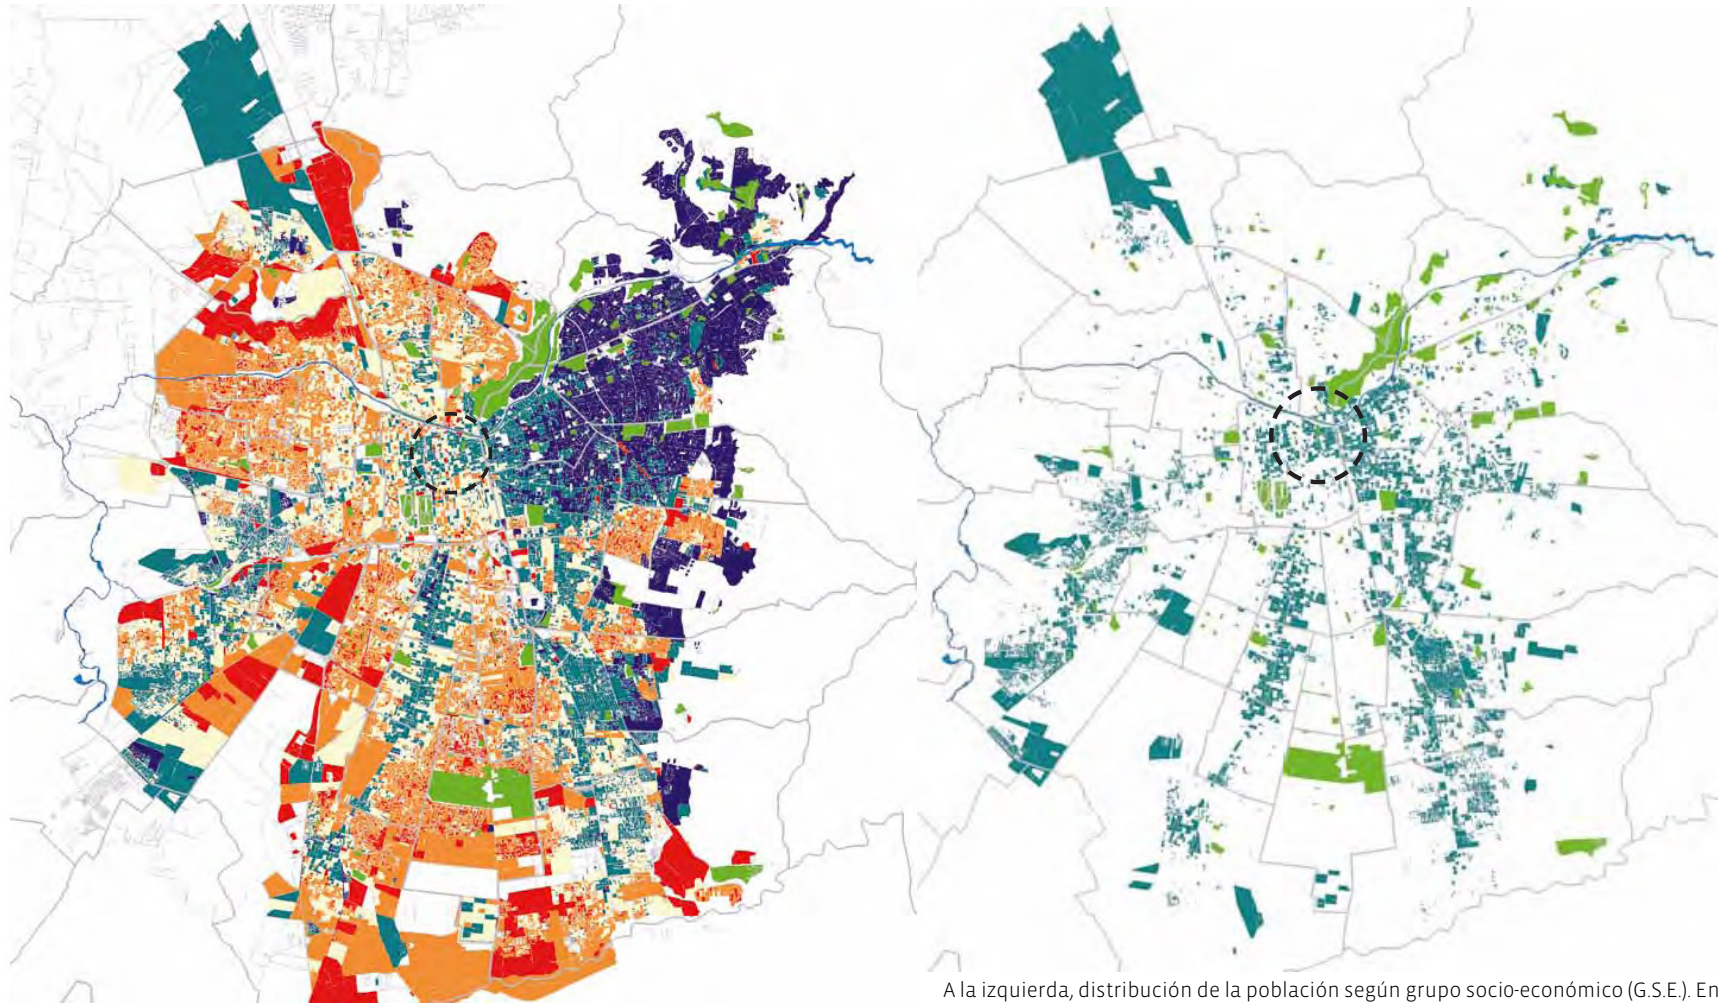 A la izquierda, distribución de la población según grupo socio-económico (G.S.E.). En